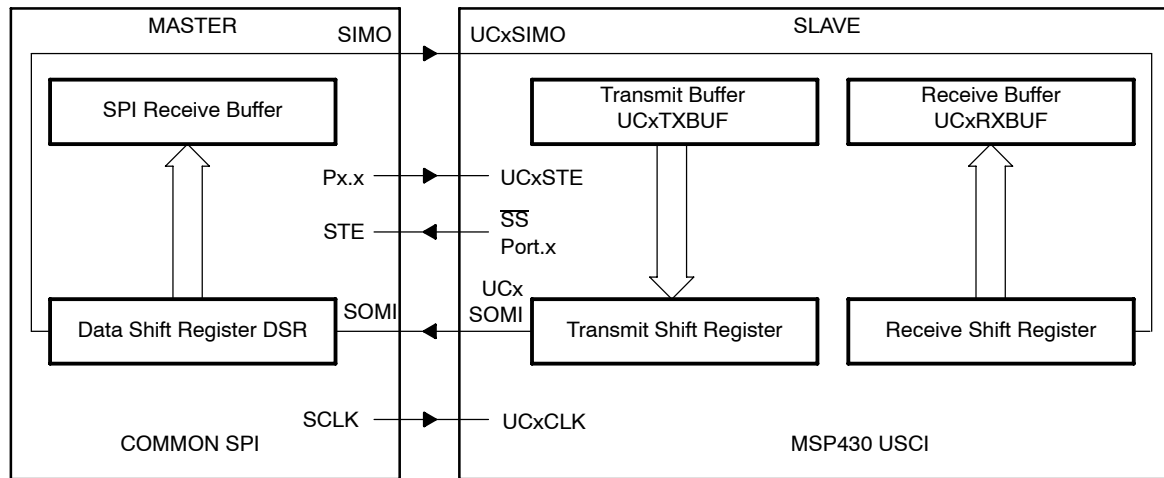 MASTER
SLAVE
SIMO
UCxSIMO
SPI Receive Buffer
Transmit Buffer
UCxTXBUF
Receive Buffer
UCxRXBUF
Px.x
UCxSTE
STE
SS
Port.x
SOMI
UCx
SOMI
Data Shift Register DSR
Transmit Shift Register
Receive Shift Register
SCLK
UCxCLK
COMMON SPI
MSP430 USCI